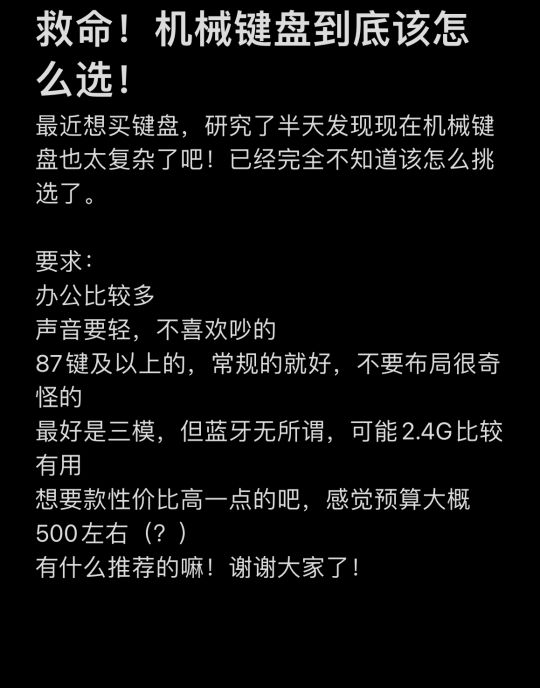 救命！机械键盘到底该怎
么选！
最近想买键盘，研究了半天发现现在机械键
盘也太复杂了吧！已经完全不知道该怎么挑
选了。
要求：
办公比较多
声音要轻，不喜欢吵的
87键及以上的，常规的就好，不要布局很奇
怪的
最好是三模，但蓝牙无所谓，可能2.4G比较
有用
想要款性价比高一点的吧，感觉预算大概
500左右（？）
有什么推荐的嘛！谢谢大家了！